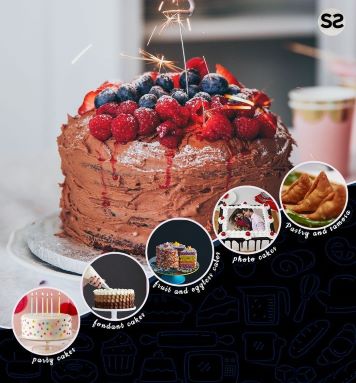 SS
Pastry and samosa
photo cakes
fruit and eggless cakes
fondant cakes
party cakes